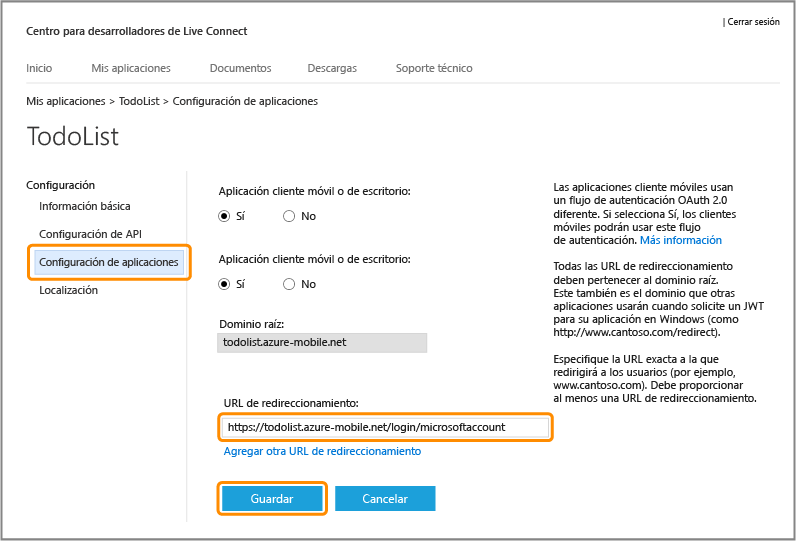 | Cerrar sesión
Centro para desarrolladores de Live Connect
Inicio Mis aplicaciones Documentos Descargas Soporte técnico
Mis aplicaciones > TodoList > Configuración de aplicaciones
TodoList
Configuración
Información básica
Configuración de API
Configuración de aplicaciones
Localización
Aplicación cliente móvil o de escritorio:
Sí No
Aplicación cliente móvil o de escritorio:
Sí No
Dominio raíz:
todolist.azure-mobile.net
URL de redireccionamiento:
https://todolist.azure-mobile.net/login/microsoftaccount
Agregar otra URL de redireccionamiento
Guardar Cancelar
Las aplicaciones cliente móviles usan
un flujo de autenticación OAuth 2.0
diferente. Si selecciona Sí, los clientes
móviles podrán usar este flujo
de autenticación. Más información
Todas las URL de redireccionamiento
deben pertenecer al dominio raíz.
Este también es el dominio que otras
aplicaciones usarán cuando solicite un JWT
para su aplicación en Windows (como
http://www.cantoso.com/redirect).
Especifique la URL exacta a la que
redirigirá a los usuarios (por ejemplo,
www.cantoso.com). Debe proporcionar
al menos una URL de redireccionamiento.